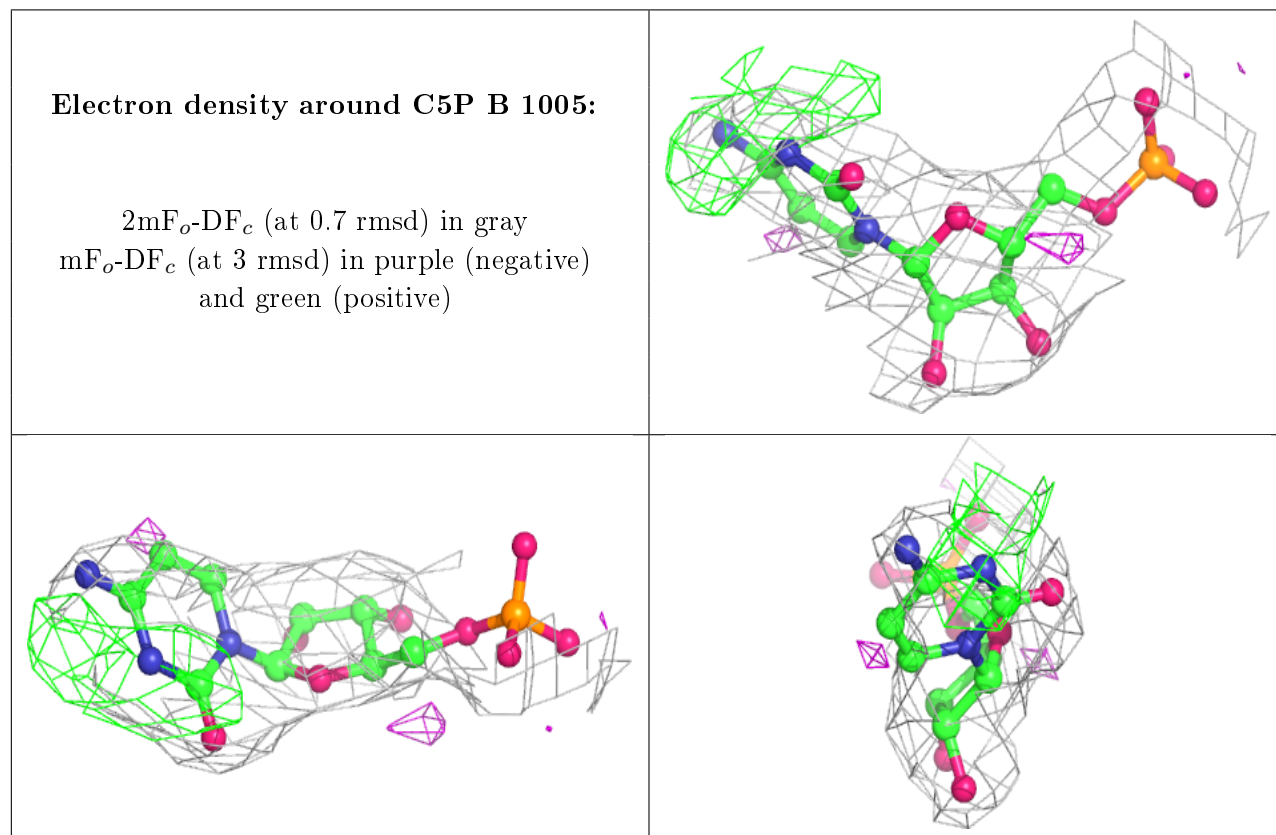 Electron density around C5P B 1005:
2mFo-DFc (at 0.7 rmsd) in gray
mFo-DFc (at 3 rmsd) in purple (negative)
and green (positive)